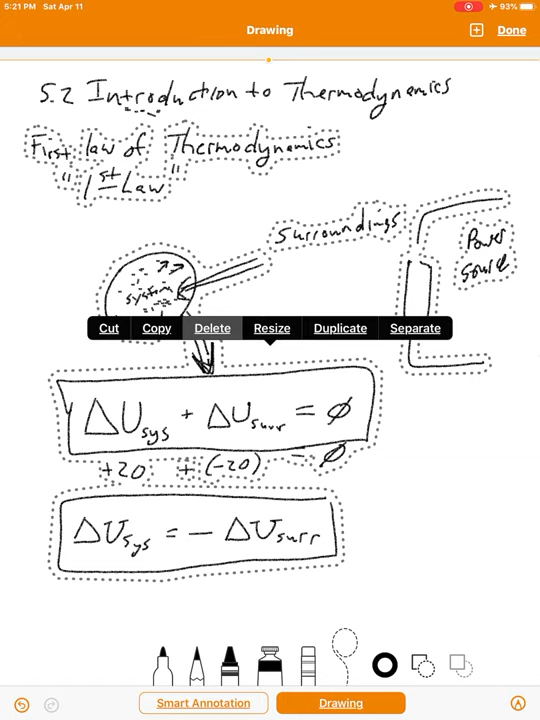 5:21 PM Sat Apr 11 93%
Drawing Done
5.2 Introduction to Thermodynamics
First law of Thermodynamics
"1st Law"
Surroundings
Power
source
system
Cut Copy Delete Resize Duplicate Separate
ΔUsys + ΔUsurr = ∅
+20 + (-20) = ∅
ΔUsys = - ΔUsurr
Smart Annotation Drawing